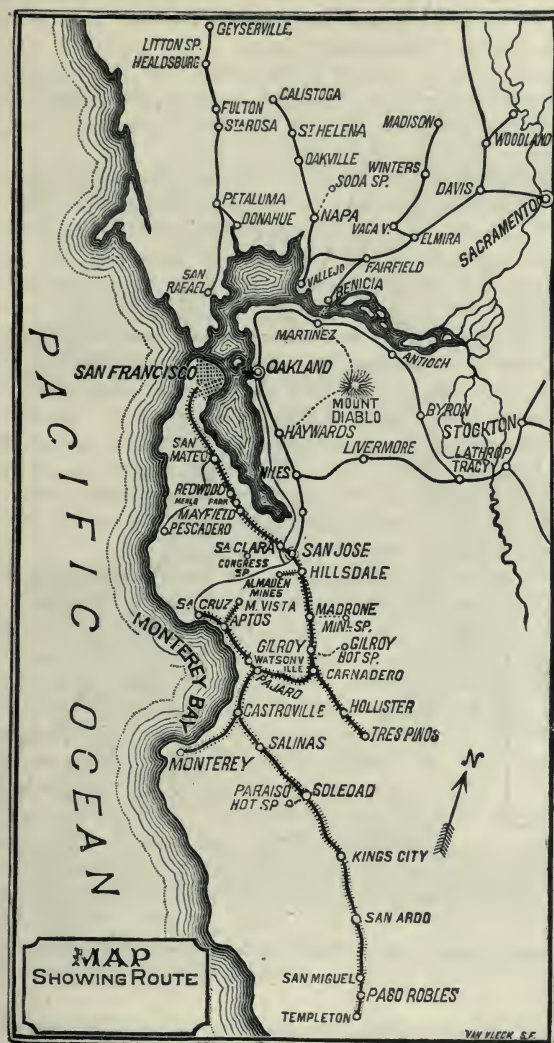 GEYSERVILLE,
LITTON SP.
HEALDSBURG
CALISTOGA
FULTON
STA ROSA
ST HELENA
MADISON
WOODLAND
OAKVILLE
SODA SP.
WINTERS
DAVIS
PETALUMA
DONAHUE
NAPA
VACA V.
ELMIRA
SACRAMENTO
SAN
RAFAEL
VALLEJO
FAIRFIELD
BENICIA
MARTINEZ
ANTIOCH
SAN FRANCISCO
OAKLAND
MOUNT
DIABLO
BYRON
STOCKTON
HAYWARDS
LIVERMORE
LATHROP
TRACY
SAN
MATEO
NILES
REDWOOD
MENLO PARK
MAYFIELD
PESCADERO
SA CLARA
SAN JOSE
CONGRESS
SP.
HILLSDALE
ALMADEN
MINES
SA CRUZ
M. VISTA
APTOS
MADRONE
MINL SP.
MONTEREY BAY
GILROY
GILROY
HOT SP.
WATSONV
ILLE
PAJARO
CARNADERO
CASTROVILLE
HOLLISTER
TRES PINOS
SALINAS
MONTEREY
PARAISO
HOT SP
SOLEDAD
N
KINGS CITY
SAN ARDO
SAN MIGUEL
PASO ROBLES
TEMPLETON
PACIFIC OCEAN
MAP
SHOWING ROUTE
VAN VLECK S.F.